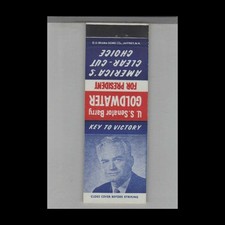 KEY TO VICTORY
U. S. Senator Barry
GOLDWATER
FOR PRESIDENT
AMERICA'S
CLEAR-CUT
CHOICE